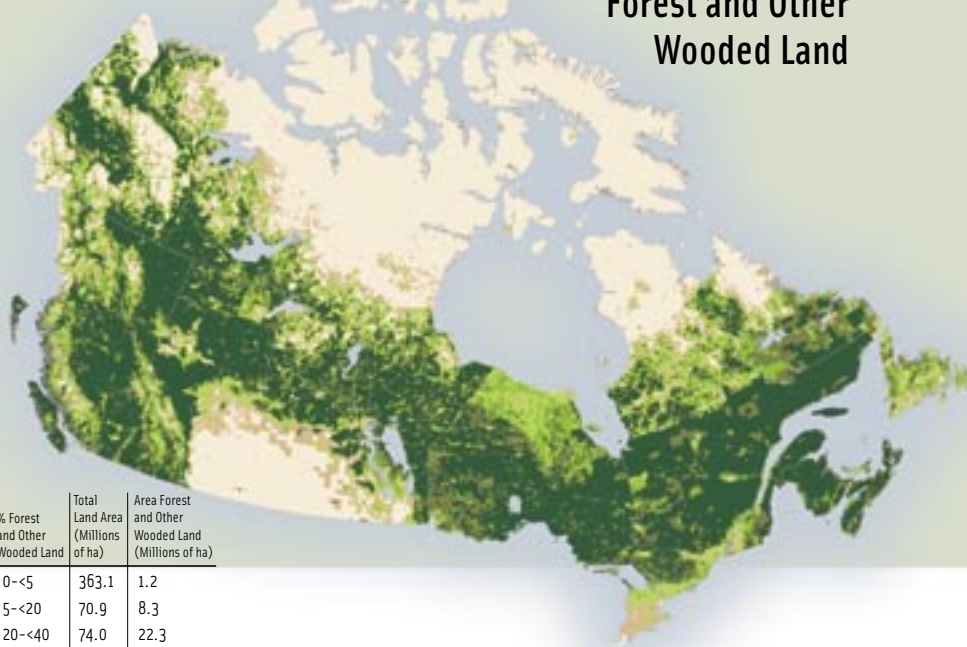 Forest and Other
Wooded Land
% Forest and Other Wooded Land | Total Land Area (Millions of ha) | Area Forest and Other Wooded Land (Millions of ha)
0-<5 363.1 1.2
5-<20 70.9 8.3
20-<40 74.0 22.3